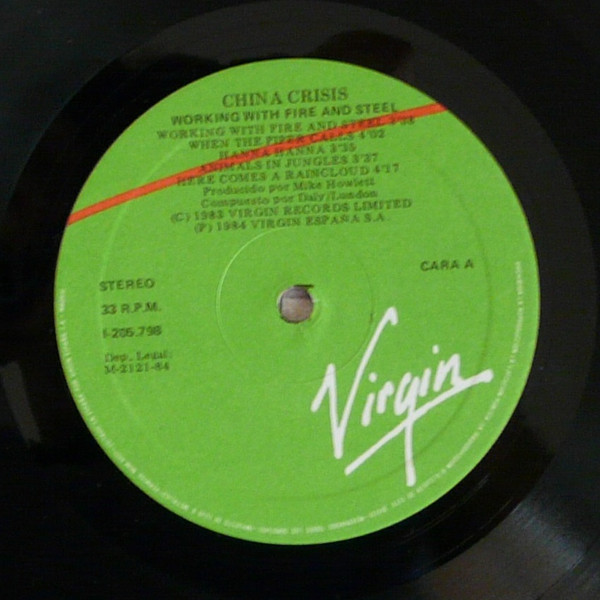 CHINA CRISIS
WORKING WITH FIRE AND STEEL
WORKING WITH FIRE AND STEEL
WHEN THE PIPER CALLS 4'02
HANNA HANNA 3'35
ANIMALS IN JUNGLES 3'27
HERE COMES A RAINCLOUD 4'17
Producido por Mike Howlett
Compuesto por Daly/London
(C) 1983 VIRGIN RECORDS LIMITED
(P) 1984 VIRGIN ESPAÑA S.A.
STEREO
CARA A
33 R.P.M.
I-205.798
Dep. Legal:
M-2121-84
Virgin